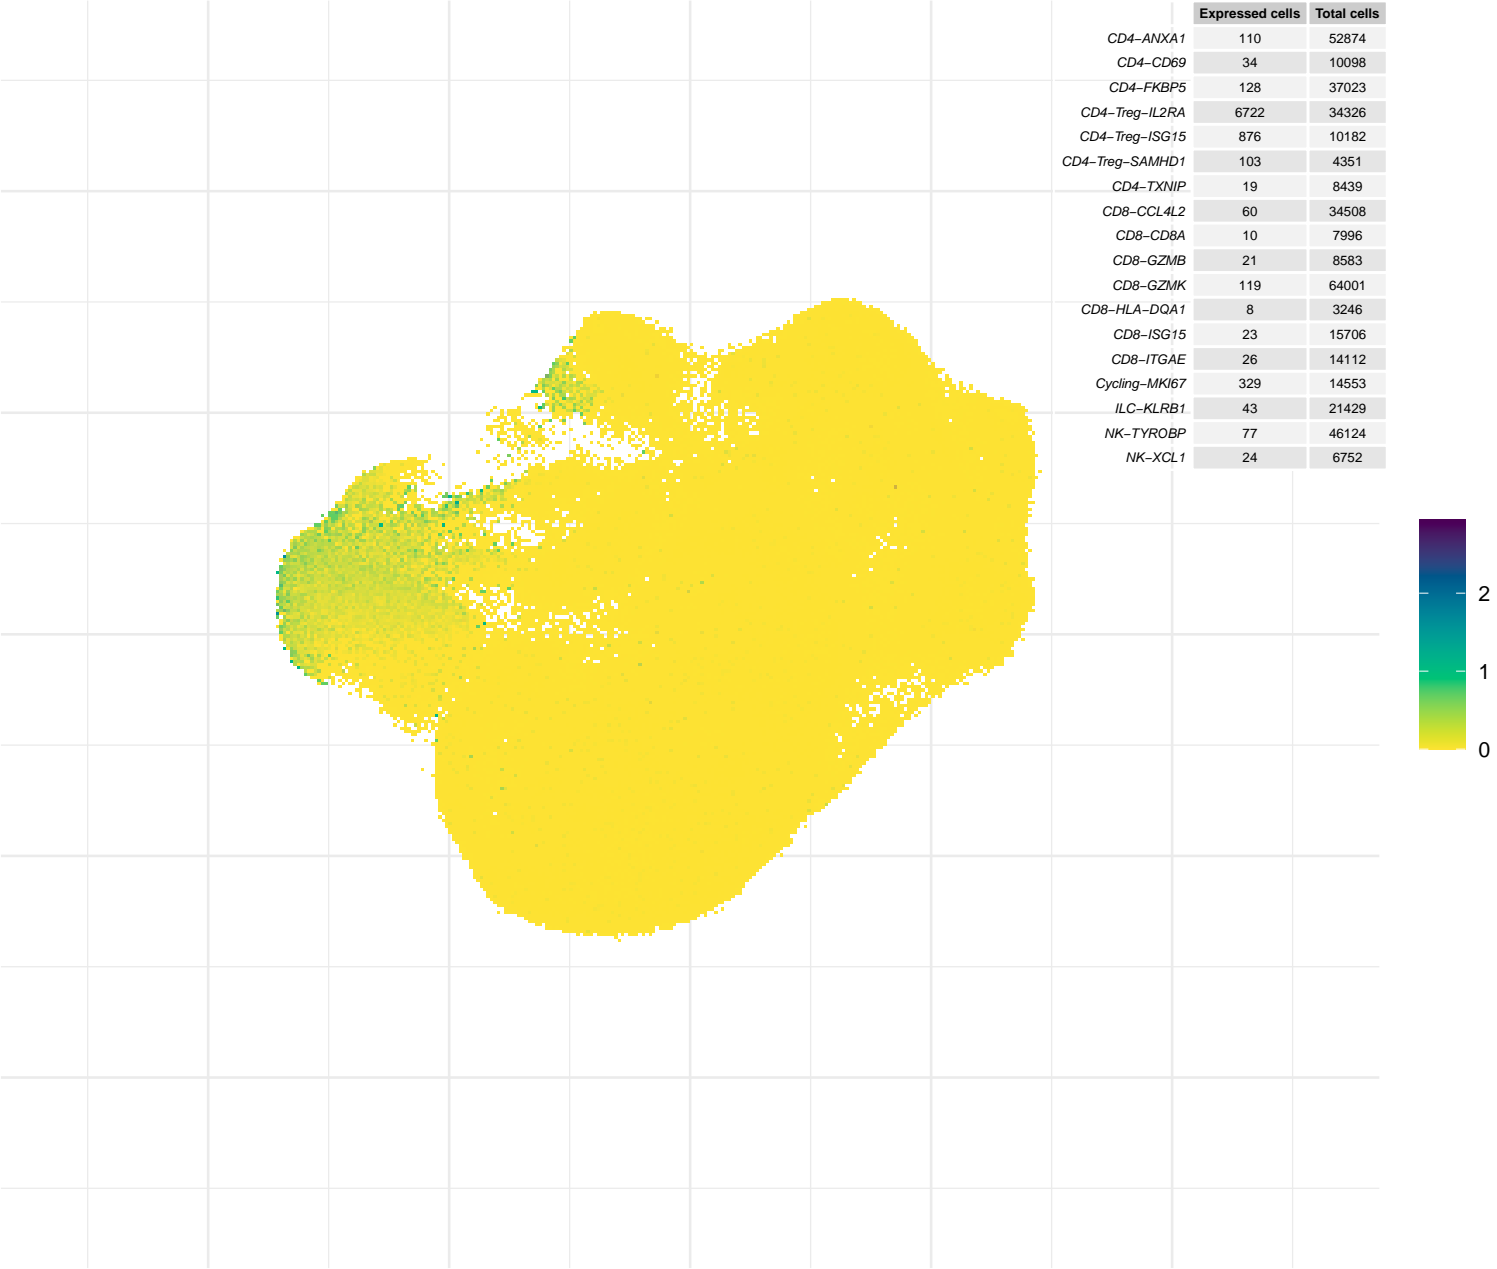 Expressed cells Total cells
CD4−ANXA1 110 52874
CD4−CD69 34 10098
CD4−FKBP5 128 37023
CD4−Treg−IL2RA 6722 34326
CD4−Treg−ISG15 876 10182
CD4−Treg−SAMHD1 103 4351
CD4−TXNIP 19 8439
CD8−CCL4L2 60 34508
CD8−CD8A 10 7996
CD8−GZMB 21 8583
CD8−GZMK 119 64001
CD8−HLA−DQA1 8 3246
CD8−ISG15 23 15706
CD8−ITGAE 26 14112
Cycling−MKI67 329 14553
ILC−KLRB1 43 21429
NK−TYROBP 77 46124
NK−XCL1 24 6752
2
1
0